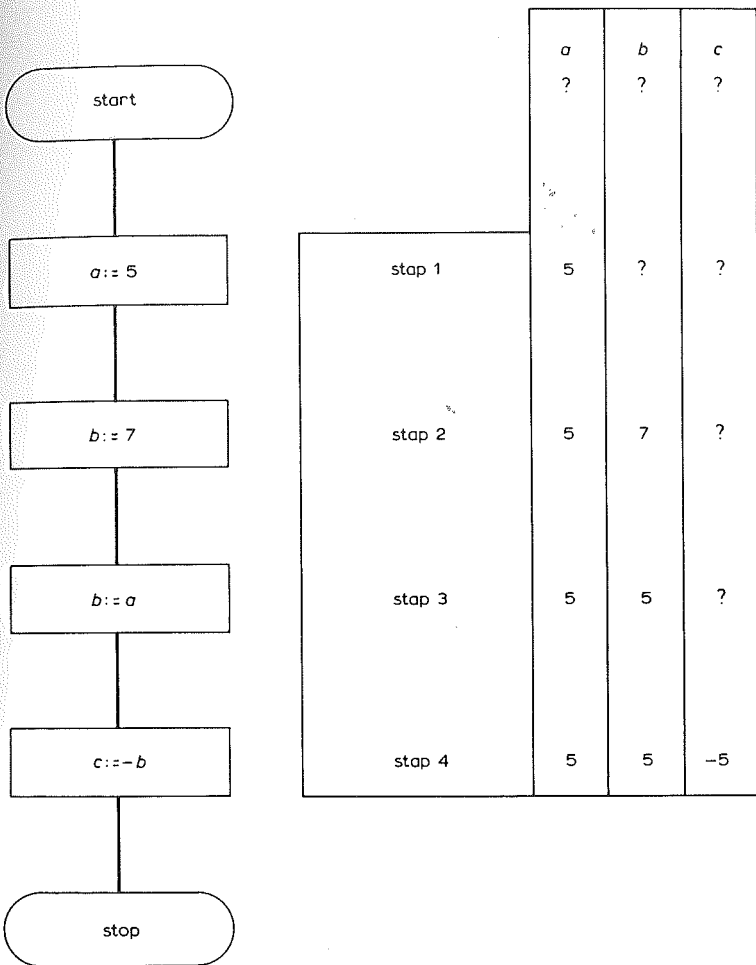 a b c
? ? ?
start
a := 5
stap 1 5 ? ?
b := 7
stap 2 5 7 ?
b := a
stap 3 5 5 ?
c := -b
stap 4 5 5 -5
stop